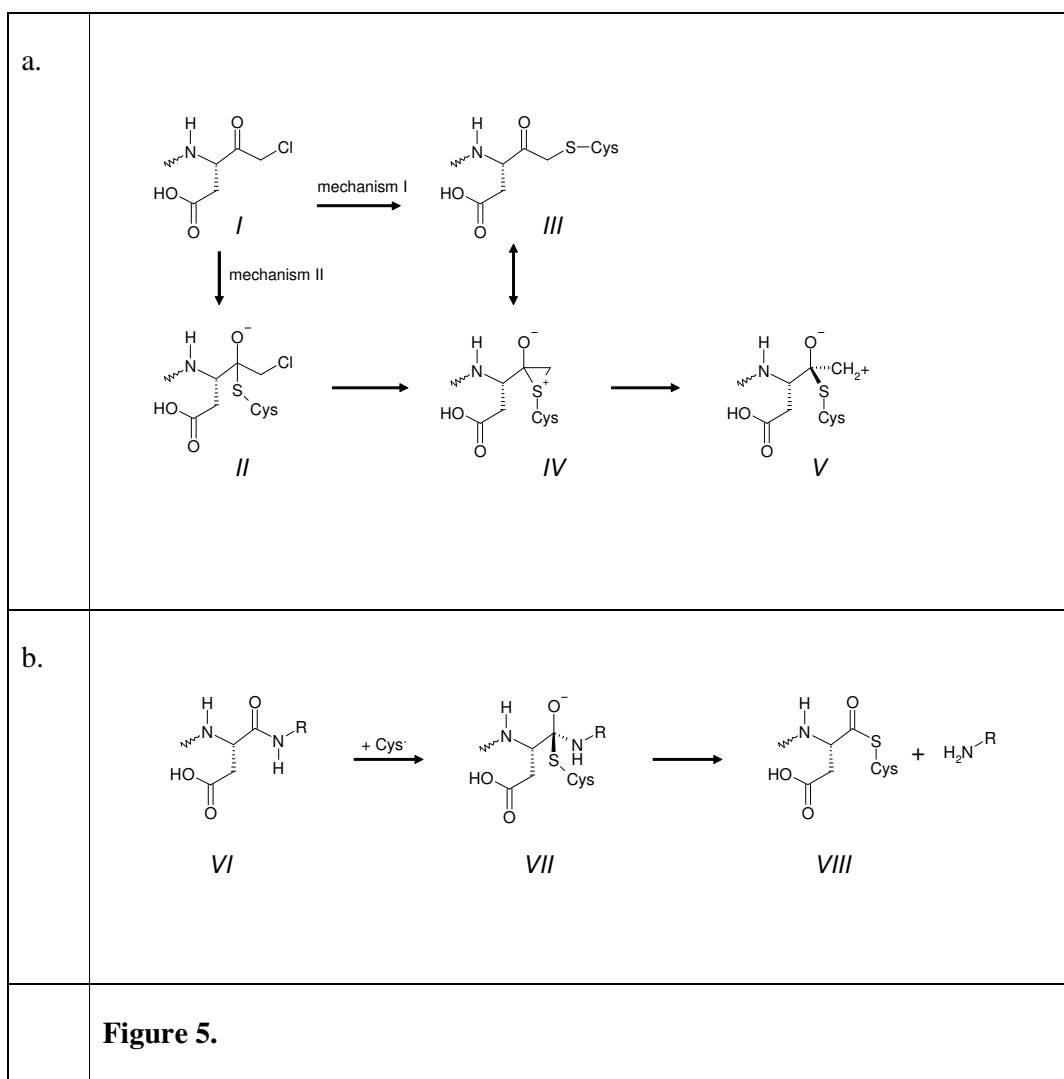 a.
H
N
O
Cl
HO
O
I
mechanism I
H
N
O
S
Cys
HO
O
III
mechanism II
H
N
O−
Cl
S
Cys
HO
O
II
H
N
O−
S+
Cys
HO
O
IV
H
N
O−
CH2+
S
Cys
HO
O
V
b.
H
N
O
N
H
R
HO
O
VI
+ Cys-
H
N
O−
NH
R
S
Cys
HO
O
VII
H
N
O
S
Cys
HO
O
VIII
+
H2N
R
Figure 5.